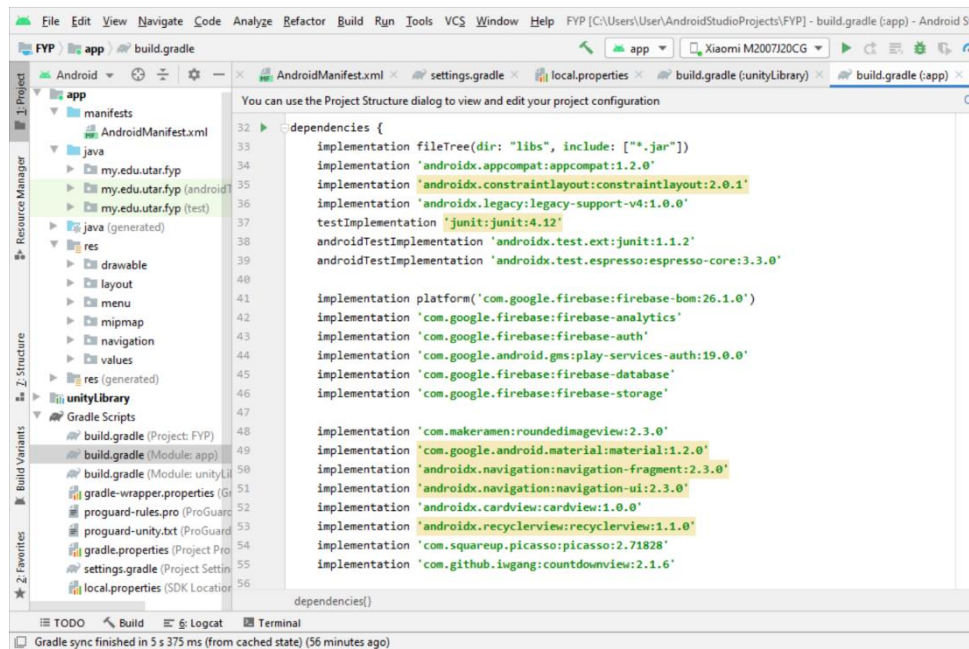 File Edit View Navigate Code Analyze Refactor Build Run Tools VCS Window Help FYP [C:\Users\User\AndroidStudioProjects\FYP] - build.gradle (:app) - Android S
FYP app build.gradle
app Xiaomi M2007J20CG
1: Project
Resource Manager
Z: Structure
Build Variants
2: Favorites
Android
app
manifests
AndroidManifest.xml
java
my.edu.utar.fyp
my.edu.utar.fyp (androidT
my.edu.utar.fyp (test)
java (generated)
res
drawable
layout
menu
mipmap
navigation
values
res (generated)
unityLibrary
Gradle Scripts
build.gradle (Project: FYP)
build.gradle (Module: app)
build.gradle (Module: unityLi
gradle-wrapper.properties (G
proguard-rules.pro (ProGuard
proguard-unity.txt (ProGuard
gradle.properties (Project Pro
settings.gradle (Project Settin
local.properties (SDK Location
AndroidManifest.xml settings.gradle local.properties build.gradle (:unityLibrary) build.gradle (:app)
You can use the Project Structure dialog to view and edit your project configuration
32 dependencies {
33 implementation fileTree(dir: "libs", include: ["*.jar"])
34 implementation 'androidx.appcompat:appcompat:1.2.0'
35 implementation 'androidx.constraintlayout:constraintlayout:2.0.1'
36 implementation 'androidx.legacy:legacy-support-v4:1.0.0'
37 testImplementation 'junit:junit:4.12'
38 androidTestImplementation 'androidx.test.ext:junit:1.1.2'
39 androidTestImplementation 'androidx.test.espresso:espresso-core:3.3.0'
40
41 implementation platform('com.google.firebase:firebase-bom:26.1.0')
42 implementation 'com.google.firebase:firebase-analytics'
43 implementation 'com.google.firebase:firebase-auth'
44 implementation 'com.google.android.gms:play-services-auth:19.0.0'
45 implementation 'com.google.firebase:firebase-database'
46 implementation 'com.google.firebase:firebase-storage'
47
48 implementation 'com.makeramen:roundedimageview:2.3.0'
49 implementation 'com.google.android.material:material:1.2.0'
50 implementation 'androidx.navigation:navigation-fragment:2.3.0'
51 implementation 'androidx.navigation:navigation-ui:2.3.0'
52 implementation 'androidx.cardview:cardview:1.0.0'
53 implementation 'androidx.recyclerview:recyclerview:1.1.0'
54 implementation 'com.squareup.picasso:picasso:2.71828'
55 implementation 'com.github.iwgang:countdownview:2.1.6'
56
dependencies{}
TODO Build 6: Logcat Terminal
Gradle sync finished in 5 s 375 ms (from cached state) (56 minutes ago)